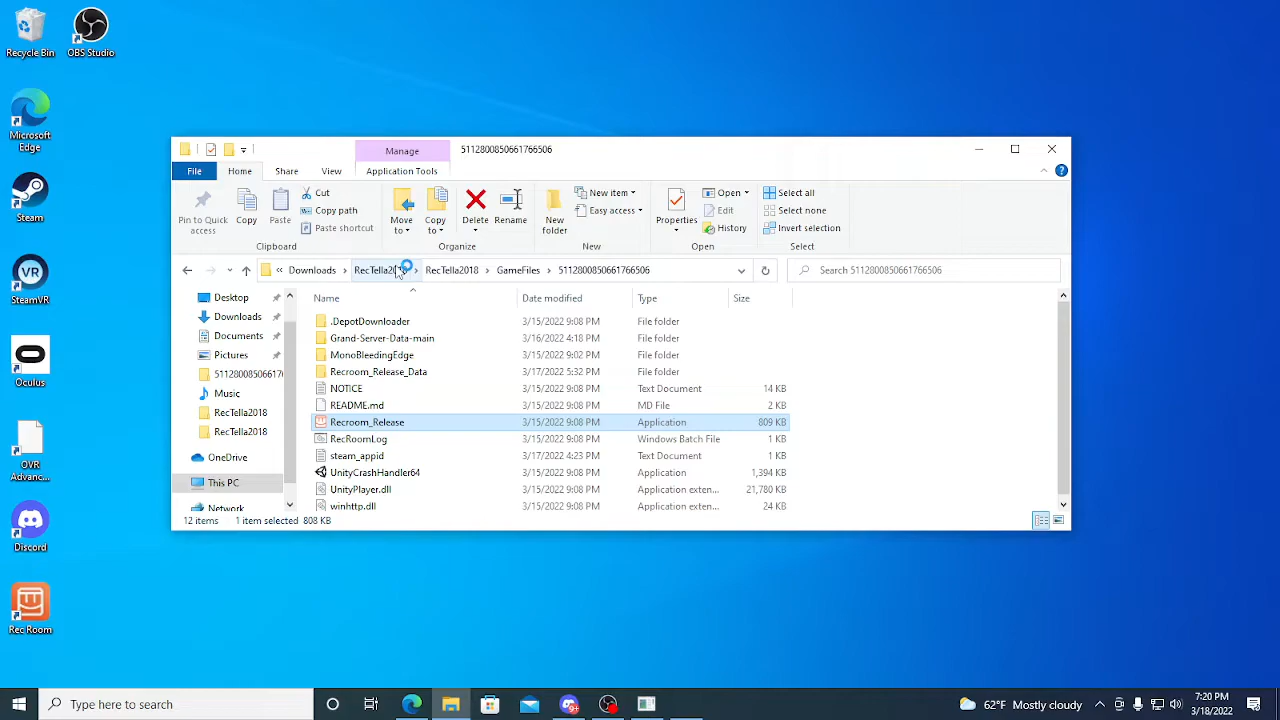 Recycle Bin
OBS Studio
Microsoft
Edge
Steam
SteamVR
Oculus
OVR
Advanc...
Discord
Rec Room
Manage
5112800850661766506
File
Home
Share
View
Application Tools
Pin to Quick
access
Copy
Paste
Cut
Copy path
Paste shortcut
Clipboard
Move
to
Copy
to
Delete
Rename
Organize
New
folder
New item
Easy access
New
Properties
Open
Edit
History
Open
Select all
Select none
Invert selection
Select
« Downloads > RecTella2018 > RecTella2018 > GameFiles > 5112800850661766506
Search 5112800850661766506
Name Date modified Type Size
Desktop
Downloads
Documents
Pictures
511280085066170
Music
RecTella2018
RecTella2018
OneDrive
This PC
Network
.DepotDownloader 3/15/2022 9:08 PM File folder
Grand-Server-Data-main 3/16/2022 4:18 PM File folder
MonoBleedingEdge 3/15/2022 9:02 PM File folder
Recroom_Release_Data 3/17/2022 5:32 PM File folder
NOTICE 3/15/2022 9:08 PM Text Document 14 KB
README.md 3/15/2022 9:08 PM MD File 2 KB
Recroom_Release 3/15/2022 9:08 PM Application 809 KB
RecRoomLog 3/15/2022 9:08 PM Windows Batch File 1 KB
steam_appid 3/17/2022 4:23 PM Text Document 1 KB
UnityCrashHandler64 3/15/2022 9:08 PM Application 1,394 KB
UnityPlayer.dll 3/15/2022 9:08 PM Application exten... 21,780 KB
winhttp.dll 3/15/2022 9:08 PM Application exten... 24 KB
12 items 1 item selected 808 KB
Type here to search
62°F Mostly cloudy
7:20 PM
3/18/2022